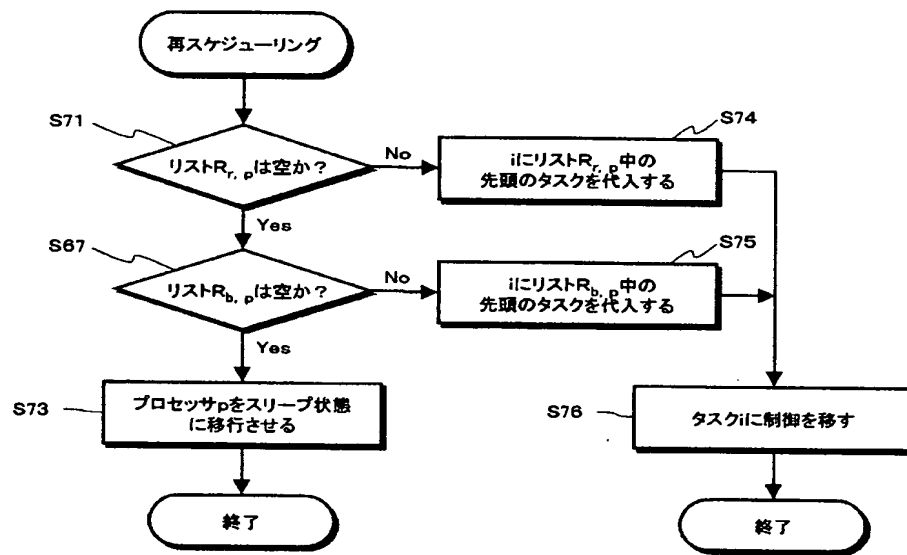 再スケジューリング
S71
リストRr, pは空か?
No
S74
iにリストRr, p中の
先頭のタスクを代入する
Yes
S67
リストRb, pは空か?
No
S75
iにリストRb, p中の
先頭のタスクを代入する
Yes
S73
プロセッサpをスリープ状態
に移行させる
S76
タスクiに制御を移す
終了
終了